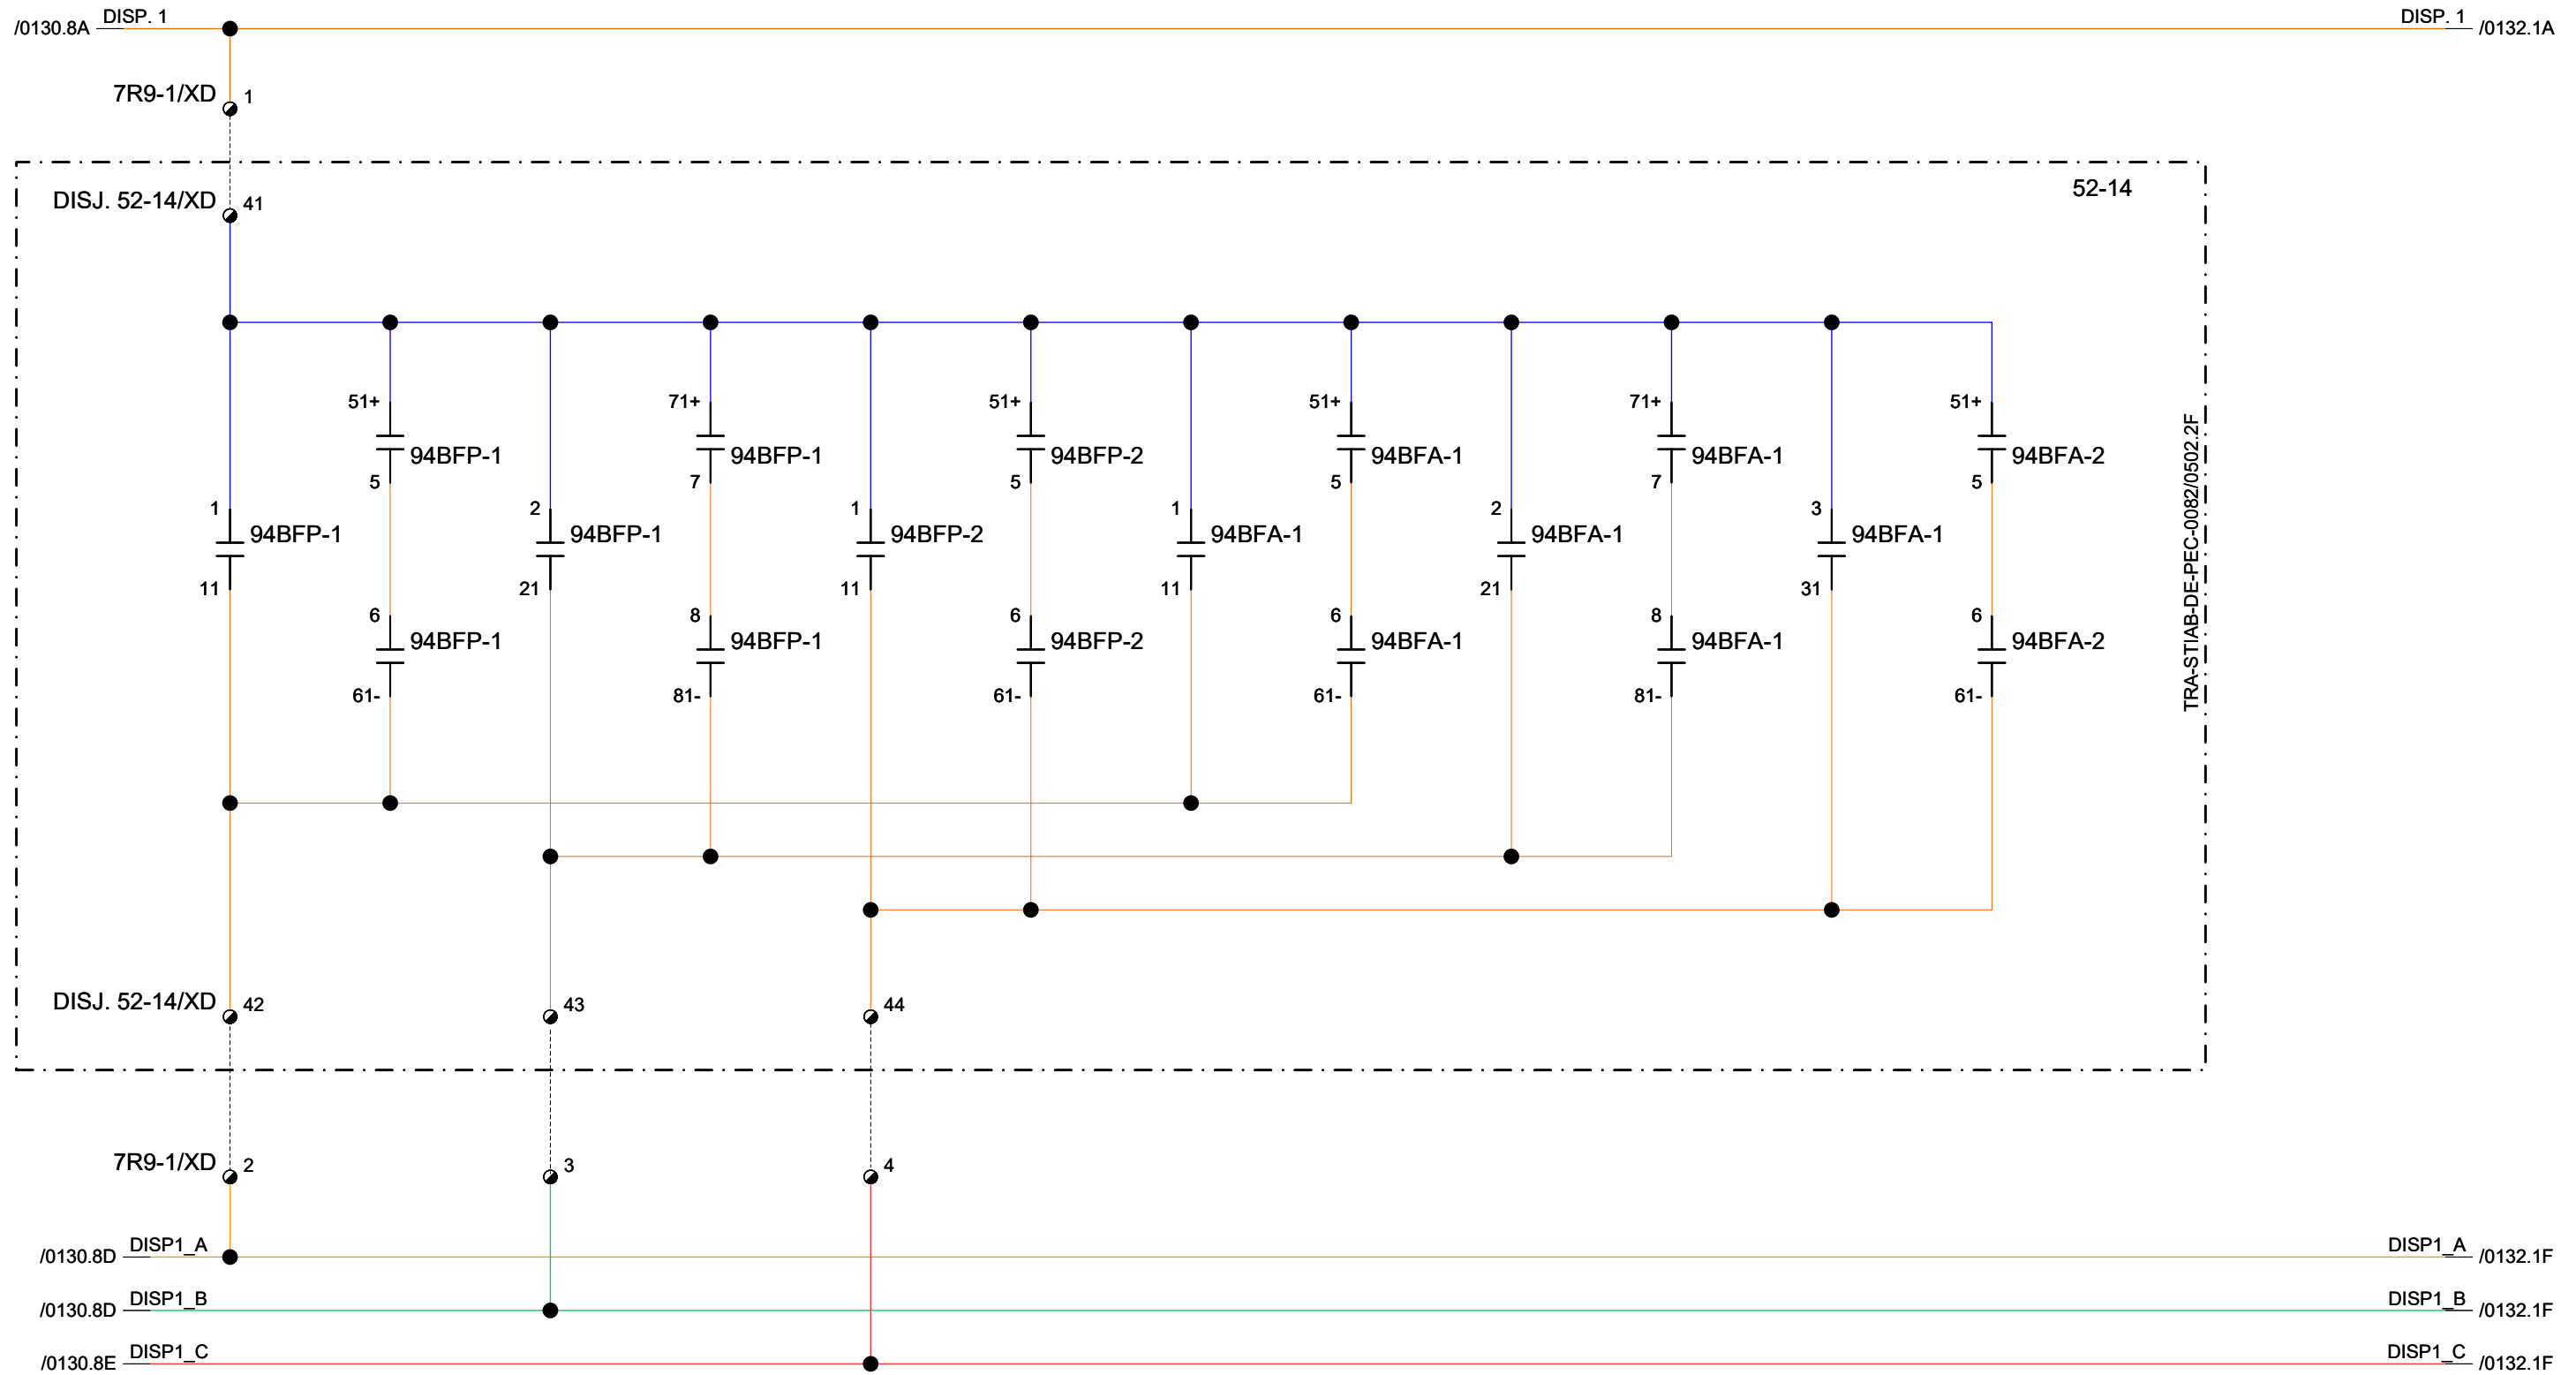 DISP. 1 DISP. 1
/0130.8A /0132.1A
7R9-1/XD 1
DISJ. 52-14/XD 41 52-14
51+ 71+ 51+ 51+ 71+ 51+
94BFP-1 94BFP-1 94BFP-2 94BFA-1 94BFA-1 94BFA-2
5 7 5 5 7 5
1 2 1 1 2 3
94BFP-1 94BFP-1 94BFP-2 94BFA-1 94BFA-1 94BFA-1
11 21 11 11 21 31
6 8 6 6 8 6
94BFP-1 94BFP-1 94BFP-2 94BFA-1 94BFA-1 94BFA-2
61- 81- 61- 61- 81- 61-
TRA-STIAB-DE-PEC-0082/0502.2F
DISJ. 52-14/XD 42 43 44
7R9-1/XD 2 3 4
DISP1_A DISP1_A
/0130.8D /0132.1F
DISP1_B DISP1_B
/0130.8D /0132.1F
DISP1_C DISP1_C
/0130.8E /0132.1F